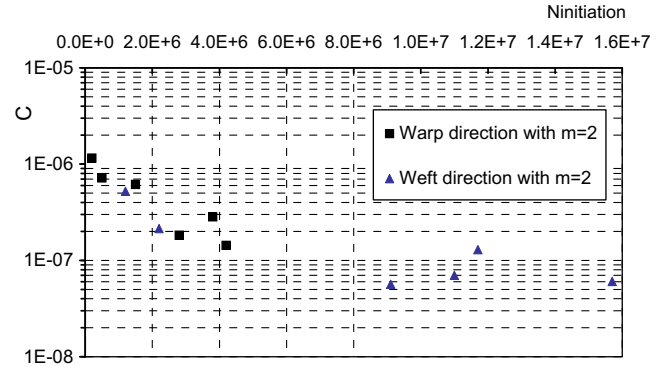 Ninitiation
0.0E+0 2.0E+6 4.0E+6 6.0E+6 8.0E+6 1.0E+7 1.2E+7 1.4E+7 1.6E+7
1E-05
C
Warp direction with m=2
1E-06
Weft direction with m=2
1E-07
1E-08